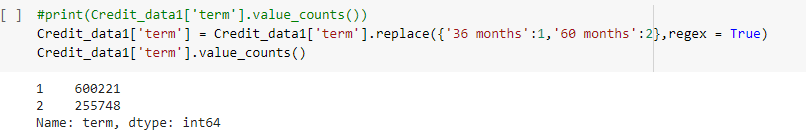 [ ] #print(Credit_data1['term'].value_counts())
Credit_data1['term'] = Credit_data1['term'].replace({'36 months':1,'60 months':2},regex = True)
Credit_data1['term'].value_counts()
1    600221
2    255748
Name: term, dtype: int64